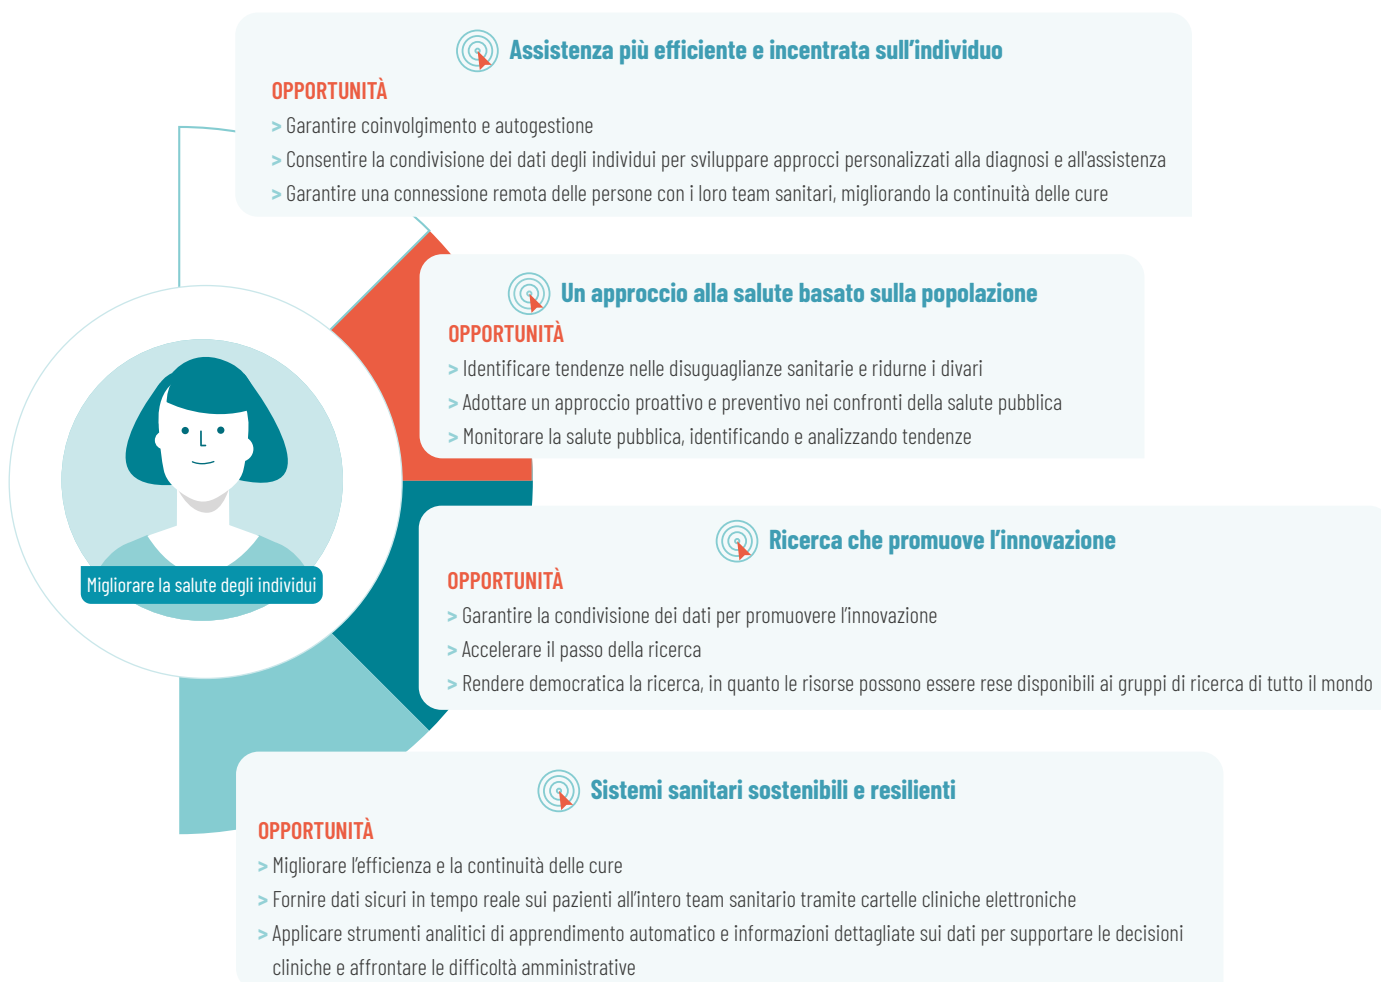 Assistenza più efficiente e incentrata sull’individuo
OPPORTUNITÀ
> Garantire coinvolgimento e autogestione
> Consentire la condivisione dei dati degli individui per sviluppare approcci personalizzati alla diagnosi e all'assistenza
> Garantire una connessione remota delle persone con i loro team sanitari, migliorando la continuità delle cure
Un approccio alla salute basato sulla popolazione
OPPORTUNITÀ
> Identificare tendenze nelle disuguaglianze sanitarie e ridurne i divari
> Adottare un approccio proattivo e preventivo nei confronti della salute pubblica
> Monitorare la salute pubblica, identificando e analizzando tendenze
Migliorare la salute degli individui
Ricerca che promuove l’innovazione
OPPORTUNITÀ
> Garantire la condivisione dei dati per promuovere l’innovazione
> Accelerare il passo della ricerca
> Rendere democratica la ricerca, in quanto le risorse possono essere rese disponibili ai gruppi di ricerca di tutto il mondo
Sistemi sanitari sostenibili e resilienti
OPPORTUNITÀ
> Migliorare l’efficienza e la continuità delle cure
> Fornire dati sicuri in tempo reale sui pazienti all’intero team sanitario tramite cartelle cliniche elettroniche
> Applicare strumenti analitici di apprendimento automatico e informazioni dettagliate sui dati per supportare le decisioni
cliniche e affrontare le difficoltà amministrative